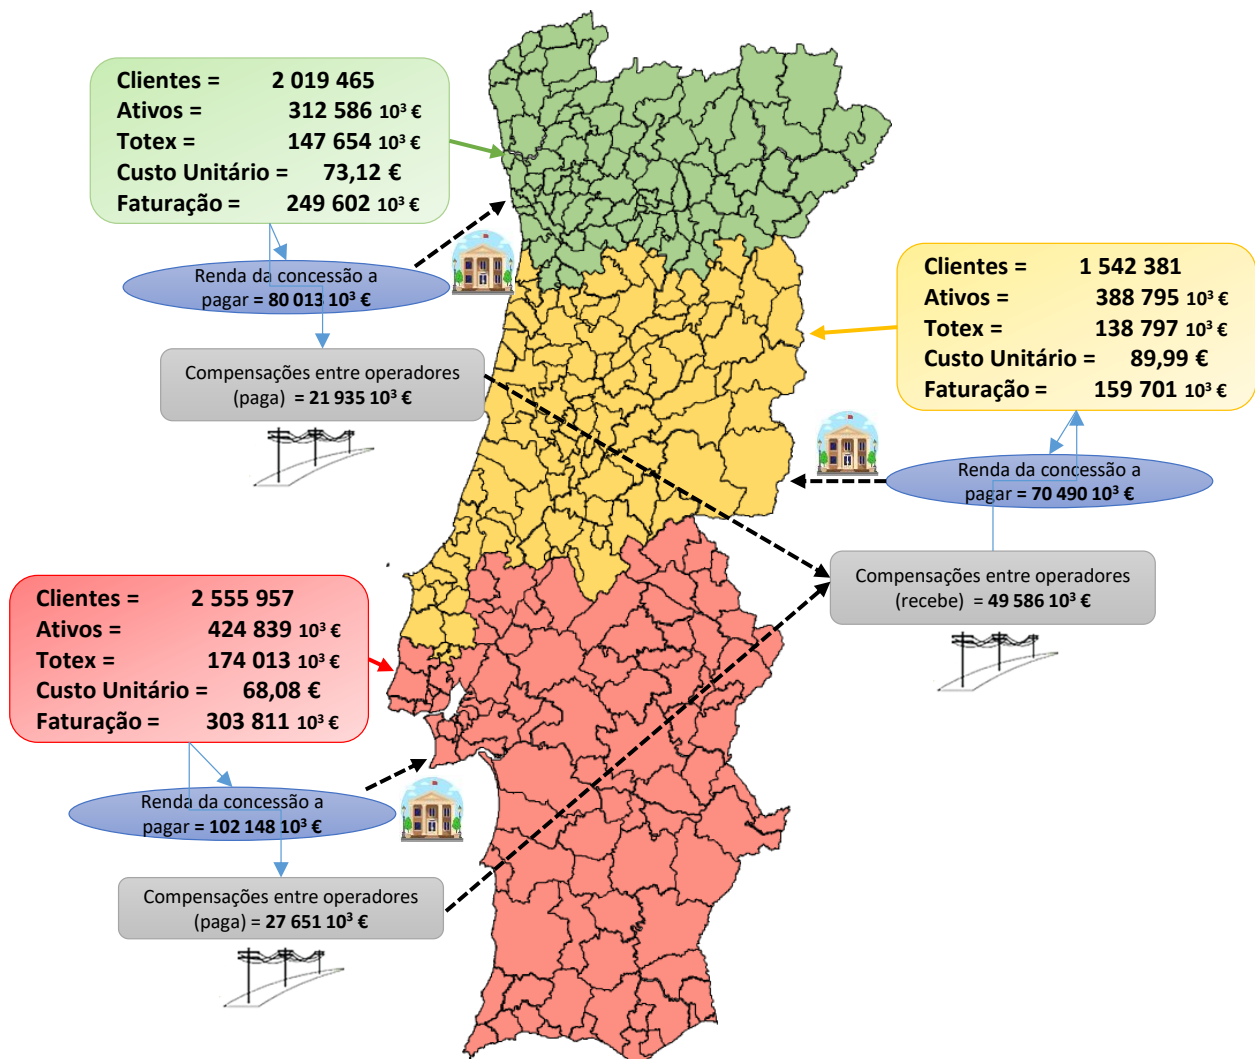 Clientes = 2 019 465
Ativos = 312 586 10³ €
Totex = 147 654 10³ €
Custo Unitário = 73,12 €
Faturação = 249 602 10³ €
Renda da concessão a
pagar = 80 013 10³ €
Compensações entre operadores
(paga) = 21 935 10³ €
Clientes = 1 542 381
Ativos = 388 795 10³ €
Totex = 138 797 10³ €
Custo Unitário = 89,99 €
Faturação = 159 701 10³ €
Renda da concessão a
pagar = 70 490 10³ €
Compensações entre operadores
(recebe) = 49 586 10³ €
Clientes = 2 555 957
Ativos = 424 839 10³ €
Totex = 174 013 10³ €
Custo Unitário = 68,08 €
Faturação = 303 811 10³ €
Renda da concessão a
pagar = 102 148 10³ €
Compensações entre operadores
(paga) = 27 651 10³ €